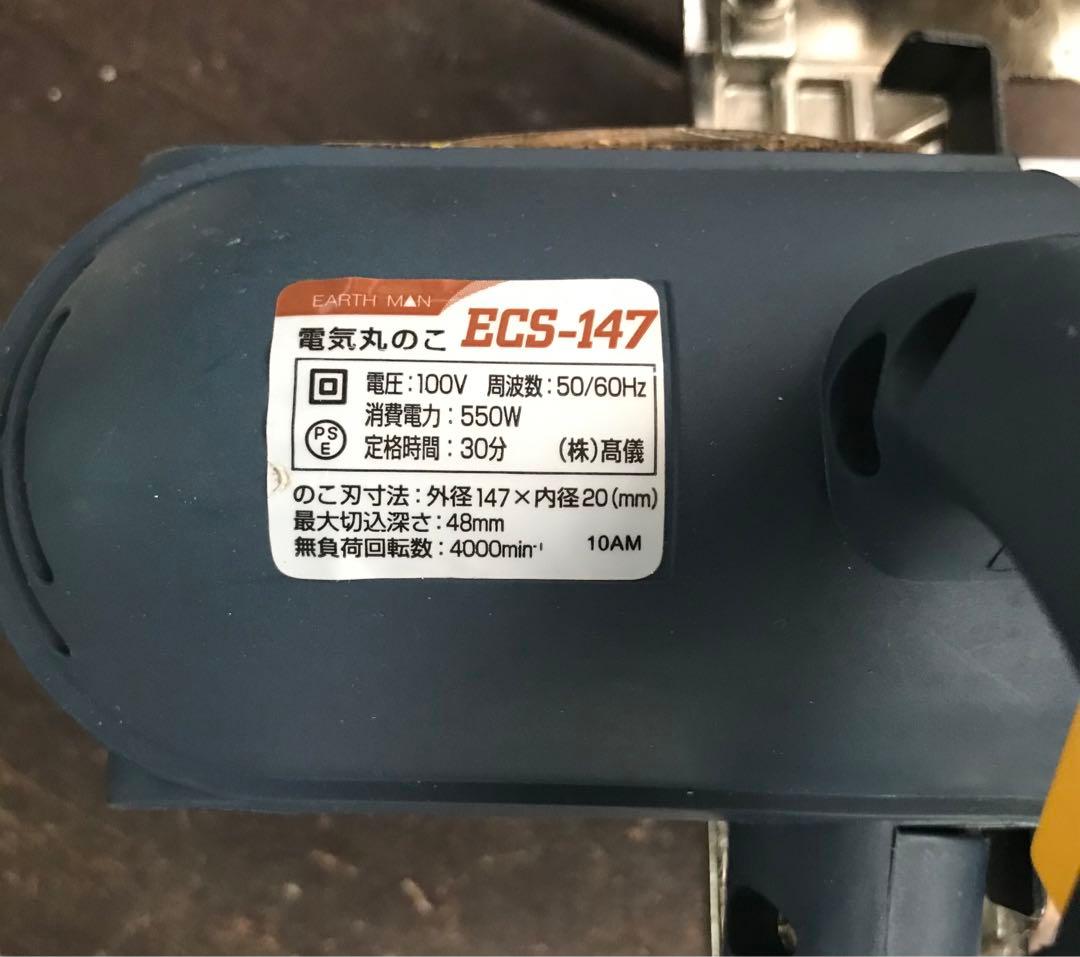 EARTH MAN
電気丸のこ ECS-147
電圧:100V 周波数:50/60Hz
消費電力:550W
PSE
定格時間:30分 (株)髙儀
のこ刃寸法:外径147×内径20(mm)
最大切込深さ:48mm
無負荷回転数:4000min⁻¹ 10AM